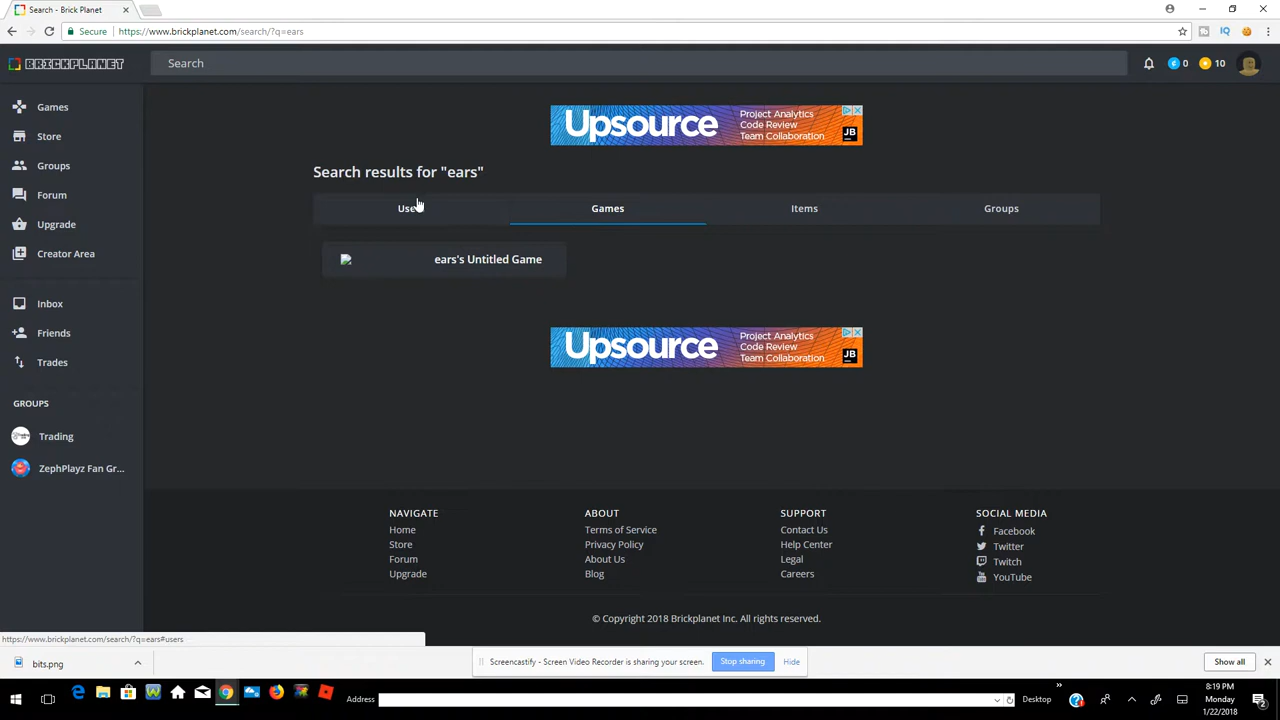 Search - Brick Planet
Secure
https://www.brickplanet.com/search/?q=ears
IQ
BRICKPLANET
Search
0
10
Games
Store
Groups
Forum
Upgrade
Creator Area
Inbox
Friends
Trades
GROUPS
Trading
ZephPlayz Fan Gr...
Upsource
Project Analytics
Code Review
Team Collaboration
JB
Search results for "ears"
Games
Items
Groups
ears's Untitled Game
Upsource
Project Analytics
Code Review
Team Collaboration
JB
NAVIGATE
Home
Store
Forum
Upgrade
ABOUT
Terms of Service
Privacy Policy
About Us
Blog
SUPPORT
Contact Us
Help Center
Legal
Careers
SOCIAL MEDIA
Facebook
Twitter
Twitch
YouTube
© Copyright 2018 Brickplanet Inc. All rights reserved.
https://www.brickplanet.com/search/?q=ears#users
bits.png
Screencastify - Screen Video Recorder is sharing your screen.
Stop sharing
Hide
Show all
Address
Desktop
8:19 PM
Monday
1/22/2018
2